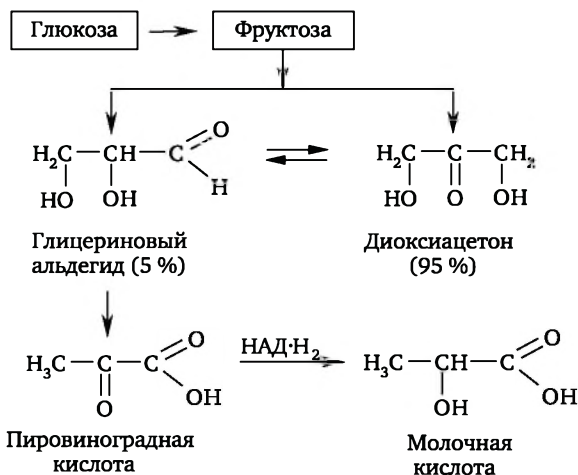 Глюкоза → Фруктоза
H₂C — CH — C
O
H
HO OH
H₂C — C — CH₂
HO O OH
Глицериновый
альдегид (5 %)
Диоксиацетон
(95 %)
H₃C — C — C
O
O
OH
НАД·H₂
H₃C — CH — C
O
OH
OH
Пировиноградная
кислота
Молочная
кислота